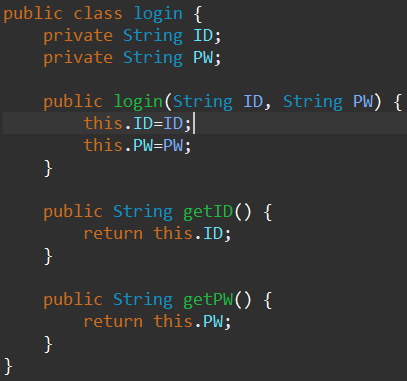 public class login {
    private String ID;
    private String PW;

    public login(String ID, String PW) {
        this.ID=ID;
        this.PW=PW;
    }

    public String getID() {
        return this.ID;
    }

    public String getPW() {
        return this.PW;
    }
}